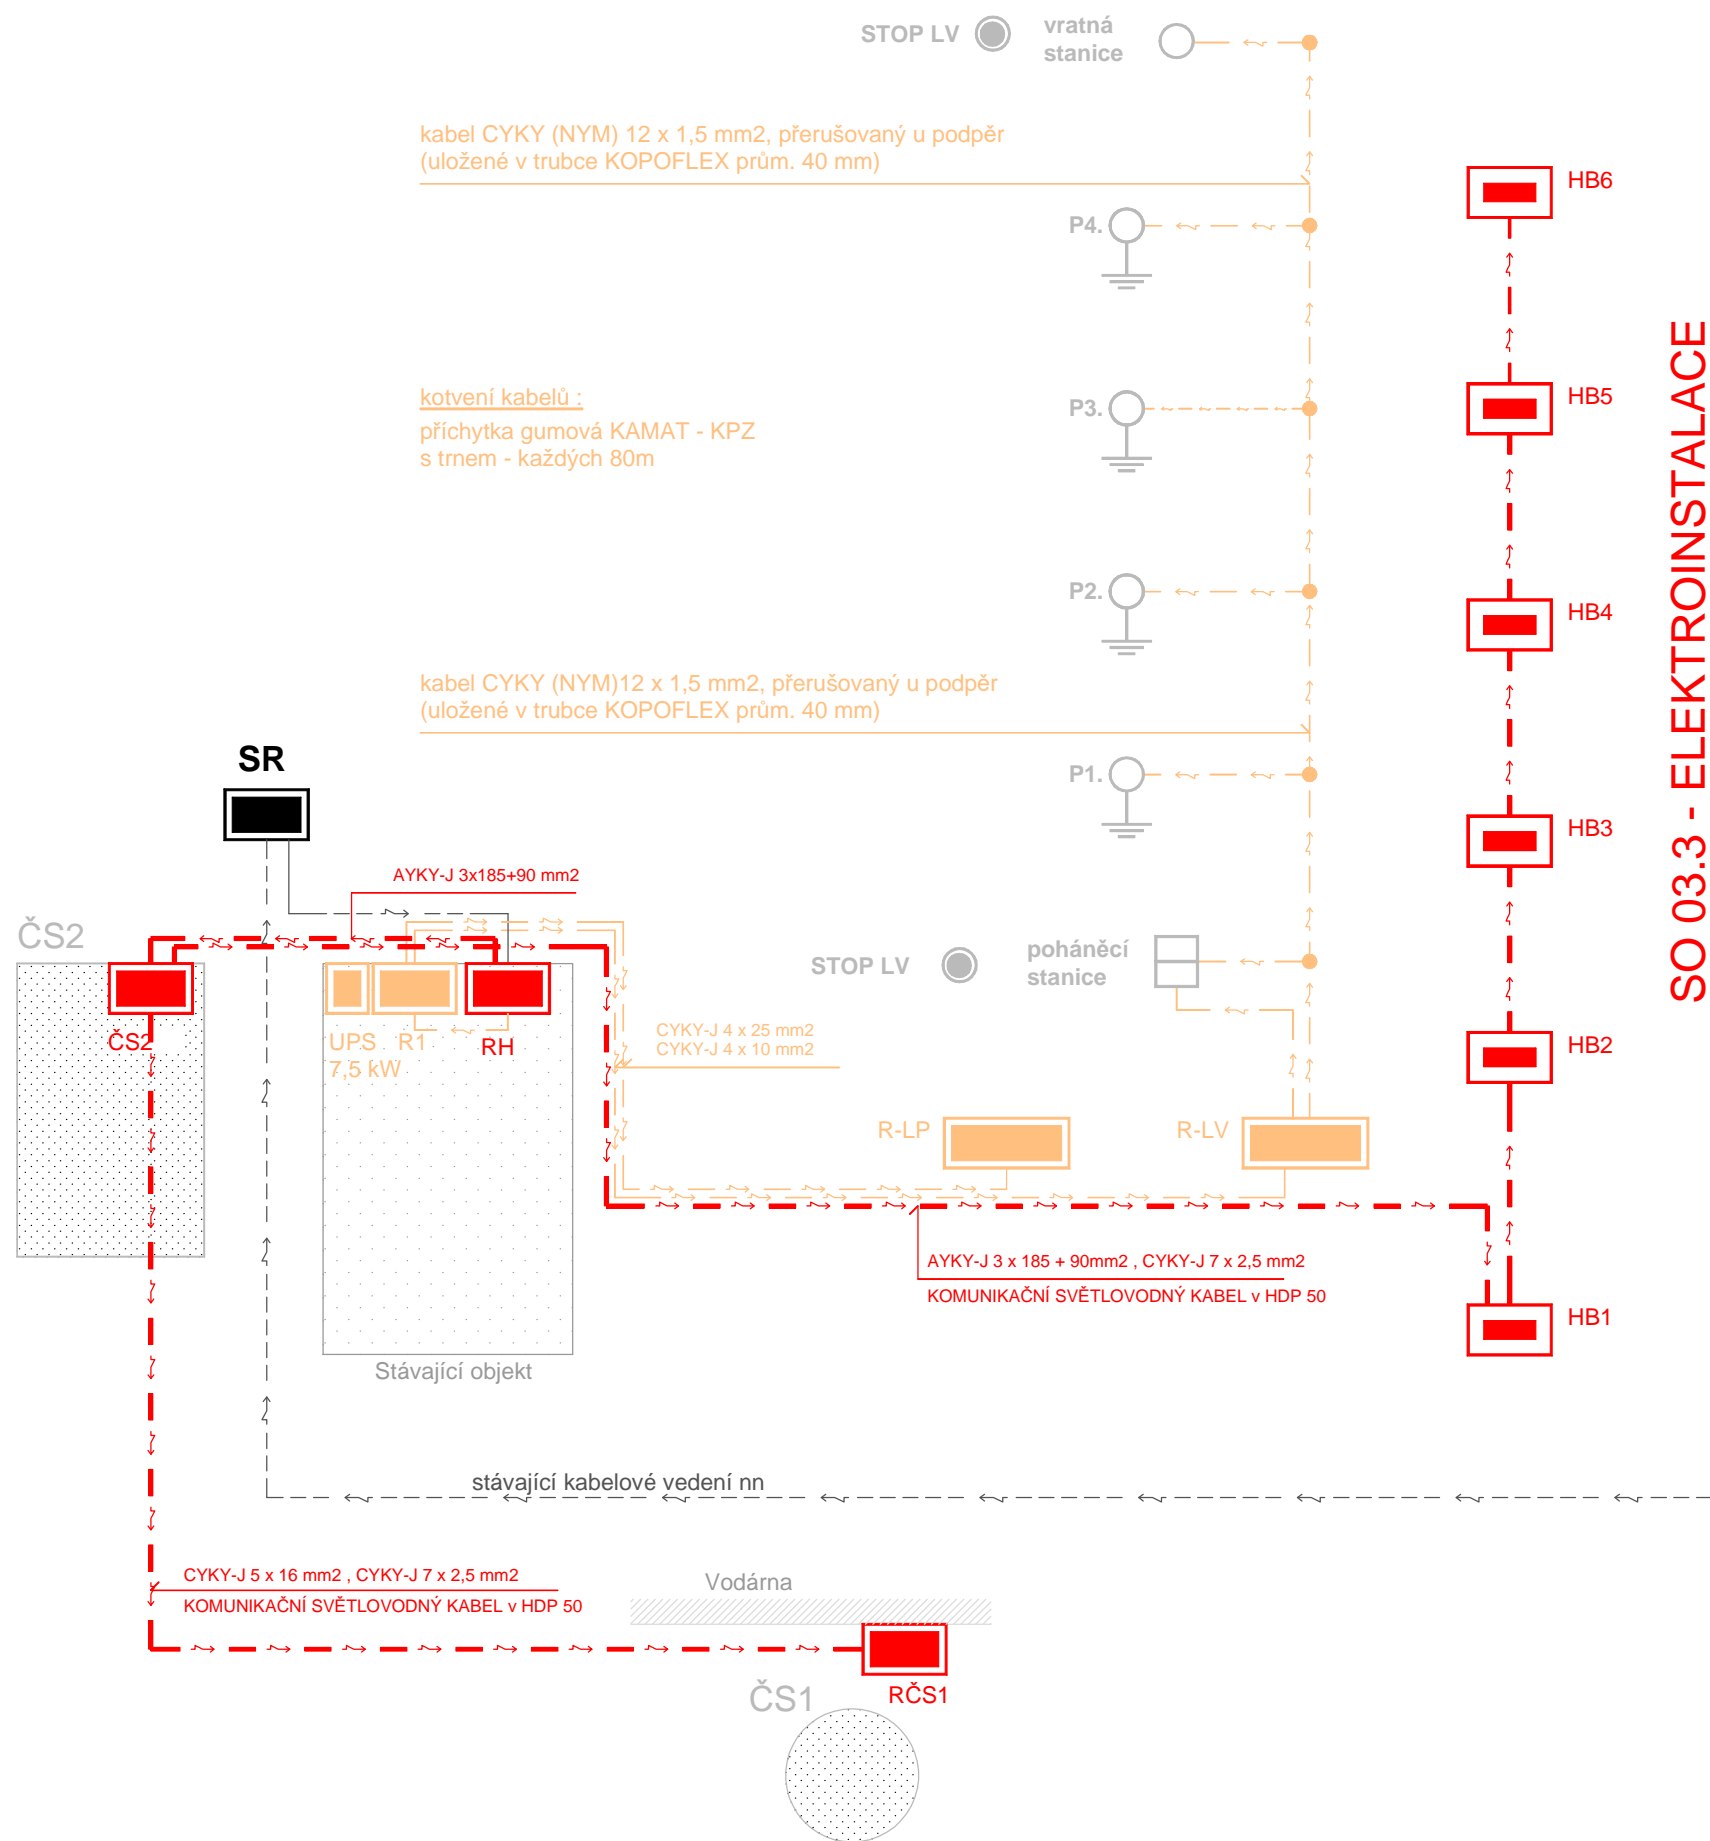 STOP LV
vratná
stanice
kabel CYKY (NYM) 12 x 1,5 mm2, přerušovaný u podpěr
(uložené v trubce KOPOFLEX prům. 40 mm)
HB6
P4.
kotvení kabelů :
příchytka gumová KAMAT - KPZ
s trnem - každých 80m
P3.
HB5
P2.
HB4
kabel CYKY (NYM)12 x 1,5 mm2, přerušovaný u podpěr
(uložené v trubce KOPOFLEX prům. 40 mm)
SR
P1.
HB3
SO 03.3 - ELEKTROINSTALACE
AYKY-J 3x185+90 mm2
ČS2
STOP LV
poháněcí
stanice
ČS2
UPS
7,5 kW
R1
RH
CYKY-J 4 x 25 mm2
CYKY-J 4 x 10 mm2
HB2
R-LP
R-LV
AYKY-J 3 x 185 + 90mm2 , CYKY-J 7 x 2,5 mm2
KOMUNIKAČNÍ SVĚTLOVODNÝ KABEL v HDP 50
HB1
Stávající objekt
stávající kabelové vedení nn
CYKY-J 5 x 16 mm2 , CYKY-J 7 x 2,5 mm2
KOMUNIKAČNÍ SVĚTLOVODNÝ KABEL v HDP 50
Vodárna
RČS1
ČS1